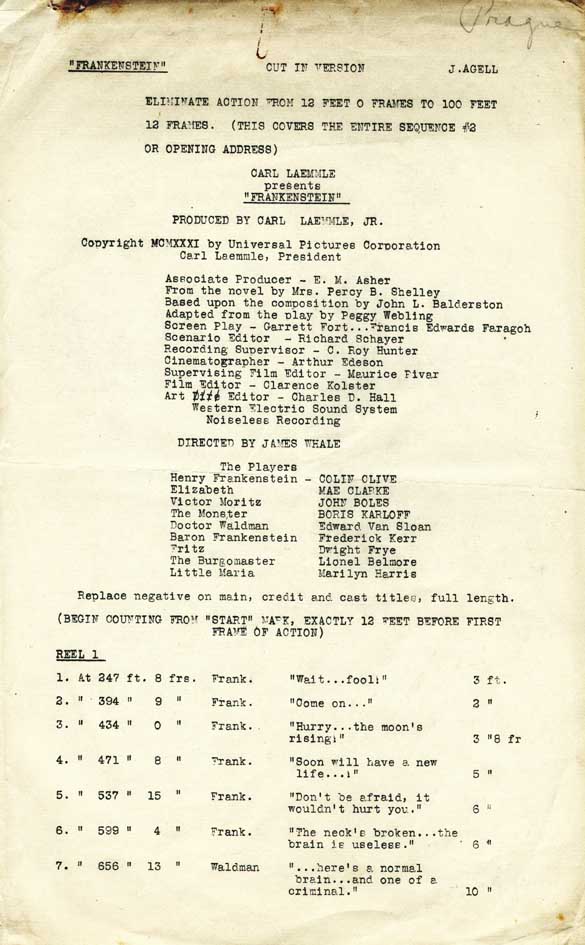 Prague
"FRANKENSTEIN" CUT IN VERSION J.AGELL
ELIMINATE ACTION FROM 12 FEET 0 FRAMES TO 100 FEET
12 FRAMES. (THIS COVERS THE ENTIRE SEQUENCE #2
OR OPENING ADDRESS)
CARL LAEMMLE
presents
"FRANKENSTEIN"
PRODUCED BY CARL LAEMMLE, JR.
Copyright MCMXXXI by Universal Pictures Corporation
Carl Laemmle, President
Associate Producer - E. M. Asher
From the novel by Mrs. Percy B. Shelley
Based upon the composition by John L. Balderston
Adapted from the play by Peggy Webling
Screen Play - Garrett Fort...Francis Edwards Faragoh
Scenario Editor - Richard Schayer
Recording Supervisor - C. Roy Hunter
Cinematographer - Arthur Edeson
Supervising Film Editor - Maurice Pivar
Film Editor - Clarence Kolster
Art Editor - Charles D. Hall
Western Electric Sound System
Noiseless Recording
DIRECTED BY JAMES WHALE
The Players
Henry Frankenstein - COLIN CLIVE
Elizabeth MAE CLARKE
Victor Moritz JOHN BOLES
The Monster BORIS KARLOFF
Doctor Waldman Edward Van Sloan
Baron Frankenstein Frederick Kerr
Fritz Dwight Frye
The Burgomaster Lionel Belmore
Little Maria Marilyn Harris
Replace negative on main, credit and cast titles, full length.
(BEGIN COUNTING FROM "START" MARK, EXACTLY 12 FEET BEFORE FIRST
FRAME OF ACTION)
REEL 1
1. At 247 ft. 8 frs. Frank. "Wait...fool!" 3 ft.
2. " 394 " 9 " Frank. "Come on..." 2 "
3. " 434 " 0 " Frank. "Hurry...the moon's
rising!" 3 "8 fr
4. " 471 " 8 " Frank. "Soon will have a new
life...!" 5 "
5. " 537 " 15 " Frank. "Don't be afraid, it
wouldn't hurt you." 6 "
6. " 599 " 4 " Frank. "The neck's broken...the
brain is useless." 6 "
7. " 656 " 13 " Waldman "...here's a normal
brain...and one of a
criminal." 10 "